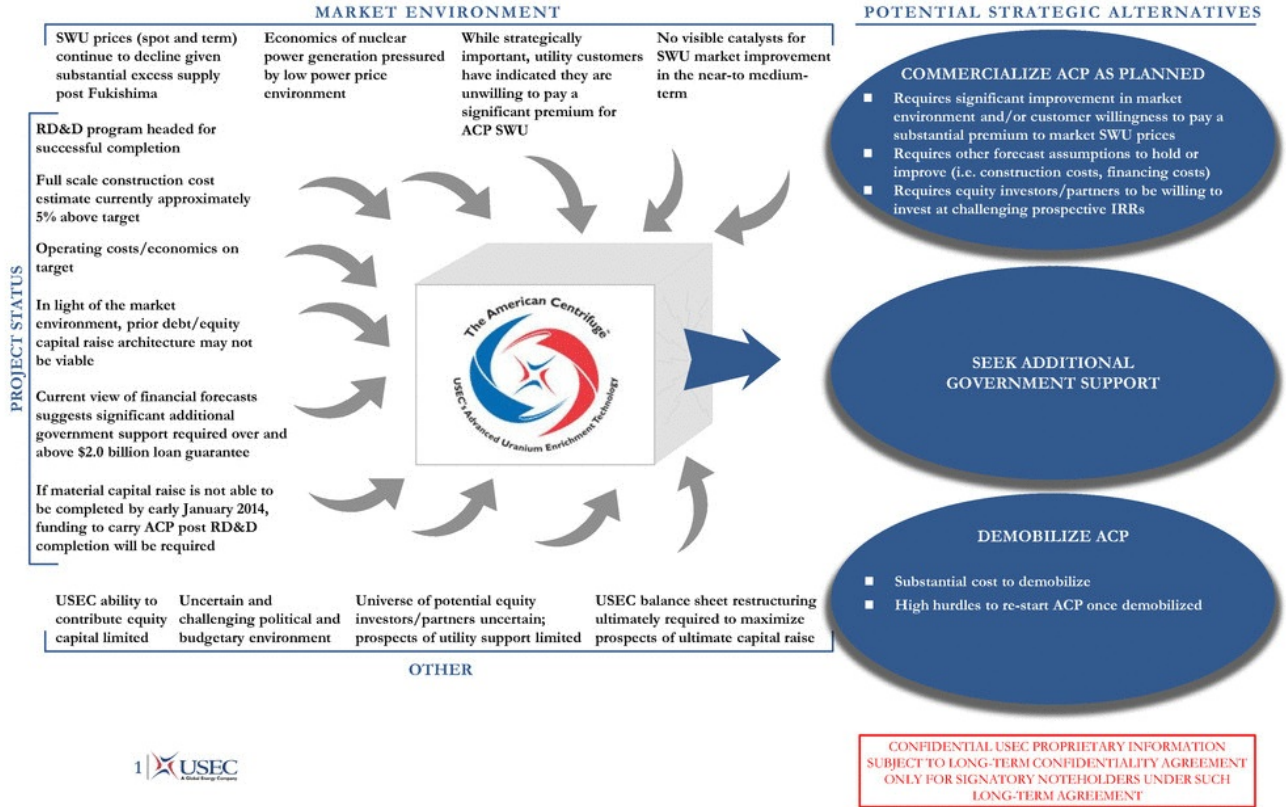 MARKET ENVIRONMENT
SWU prices (spot and term)
continue to decline given
substantial excess supply
post Fukishima
Economics of nuclear
power generation pressured
by low power price
environment
While strategically
important, utility customers
have indicated they are
unwilling to pay a
significant premium for
ACP SWU
No visible catalysts for
SWU market improvement
in the near-to medium-
term
PROJECT STATUS
RD&D program headed for
successful completion
Full scale construction cost
estimate currently approximately
5% above target
Operating costs/economics on
target
In light of the market
environment, prior debt/equity
capital raise architecture may not
be viable
Current view of financial forecasts
suggests significant additional
government support required over and
above $2.0 billion loan guarantee
If material capital raise is not able to
be completed by early January 2014,
funding to carry ACP post RD&D
completion will be required
The American Centrifuge
USEC's Advanced Uranium Enrichment Technology
USEC ability to
contribute equity
capital limited
Uncertain and
challenging political and
budgetary environment
Universe of potential equity
investors/partners uncertain;
prospects of utility support limited
USEC balance sheet restructuring
ultimately required to maximize
prospects of ultimate capital raise
OTHER
POTENTIAL STRATEGIC ALTERNATIVES
COMMERCIALIZE ACP AS PLANNED
■ Requires significant improvement in market
environment and/or customer willingness to pay a
substantial premium to market SWU prices
■ Requires other forecast assumptions to hold or
improve (i.e. construction costs, financing costs)
■ Requires equity investors/partners to be willing to
invest at challenging prospective IRRs
SEEK ADDITIONAL
GOVERNMENT SUPPORT
DEMOBILIZE ACP
■ Substantial cost to demobilize
■ High hurdles to re-start ACP once demobilized
1
USEC
A Global Energy Company
CONFIDENTIAL USEC PROPRIETARY INFORMATION
SUBJECT TO LONG-TERM CONFIDENTIALITY AGREEMENT
ONLY FOR SIGNATORY NOTEHOLDERS UNDER SUCH
LONG-TERM AGREEMENT